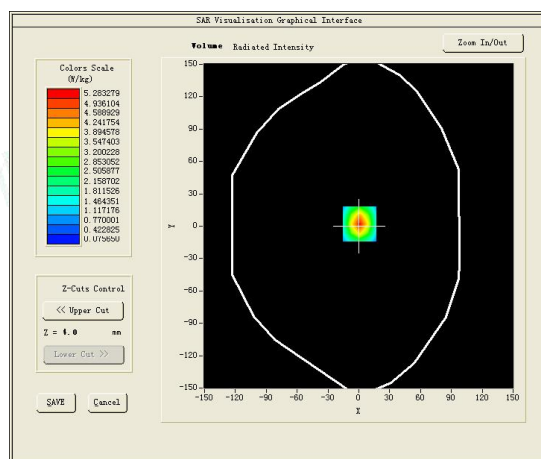 SAR Visualisation Graphical Interface
Volume Radiated Intensity
Zoom In/Out
Colors Scale
(W/kg)
5.283279
4.936104
4.588929
4.241754
3.894578
3.547403
3.200228
2.853052
2.505877
2.158702
1.811526
1.464351
1.117176
0.770001
0.422825
0.075650
Z-Cuts Control
<< Upper Cut
Z = 4.0 mm
Lower Cut >>
SAVE Cancel
150
120
90
60
30
0
-30
-60
-90
-120
-150
Y
-150 -120 -90 -60 -30 0 30 60 90 120 150
X